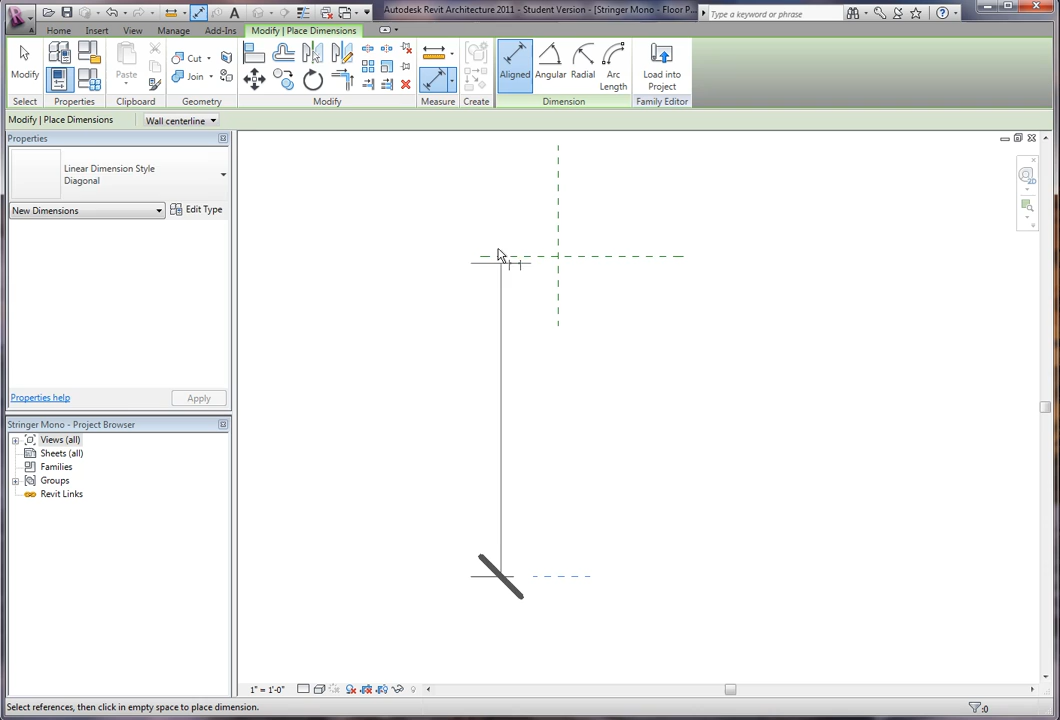 Autodesk Revit Architecture 2011 - Student Version - [Stringer Mono - Floor P...
Type a keyword or phrase
Home Insert View Manage Add-Ins Modify | Place Dimensions
Modify
Paste
Cut
Join
Aligned
Angular
Radial
Arc
Length
Load into
Project
Select Properties Clipboard Geometry Modify Measure Create Dimension Family Editor
Modify | Place Dimensions Wall centerline
Properties
Linear Dimension Style
Diagonal
New Dimensions Edit Type
Properties help Apply
Stringer Mono - Project Browser
Views (all)
Sheets (all)
Families
Groups
Revit Links
2D
1" = 1'-0"
Select references, then click in empty space to place dimension.
:0